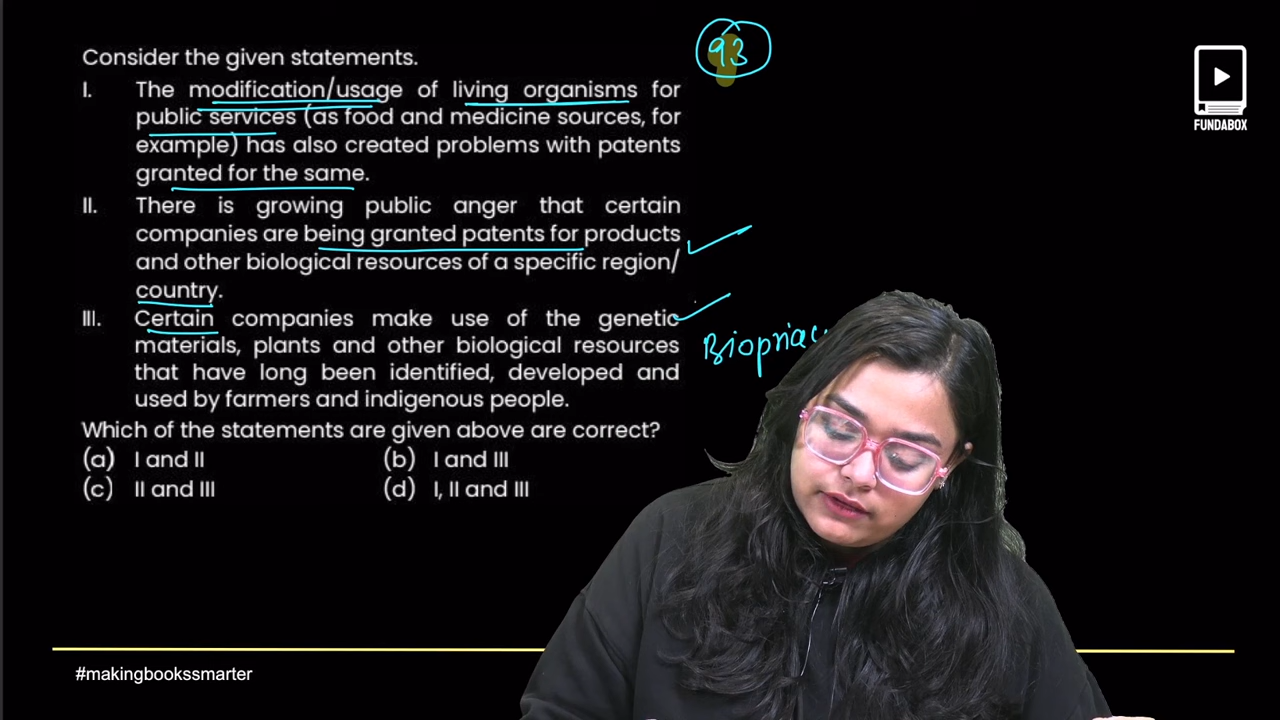 93
Consider the given statements.
I. The modification/usage of living organisms for
public services (as food and medicine sources, for
example) has also created problems with patents
granted for the same.
II. There is growing public anger that certain
companies are being granted patents for products
and other biological resources of a specific region/
country.
III. Certain companies make use of the genetic
materials, plants and other biological resources
that have long been identified, developed and
used by farmers and indigenous people.
Which of the statements are given above are correct?
(a) I and II (b) I and III
(c) II and III (d) I, II and III
FUNDABOX
#makingbookssmarter